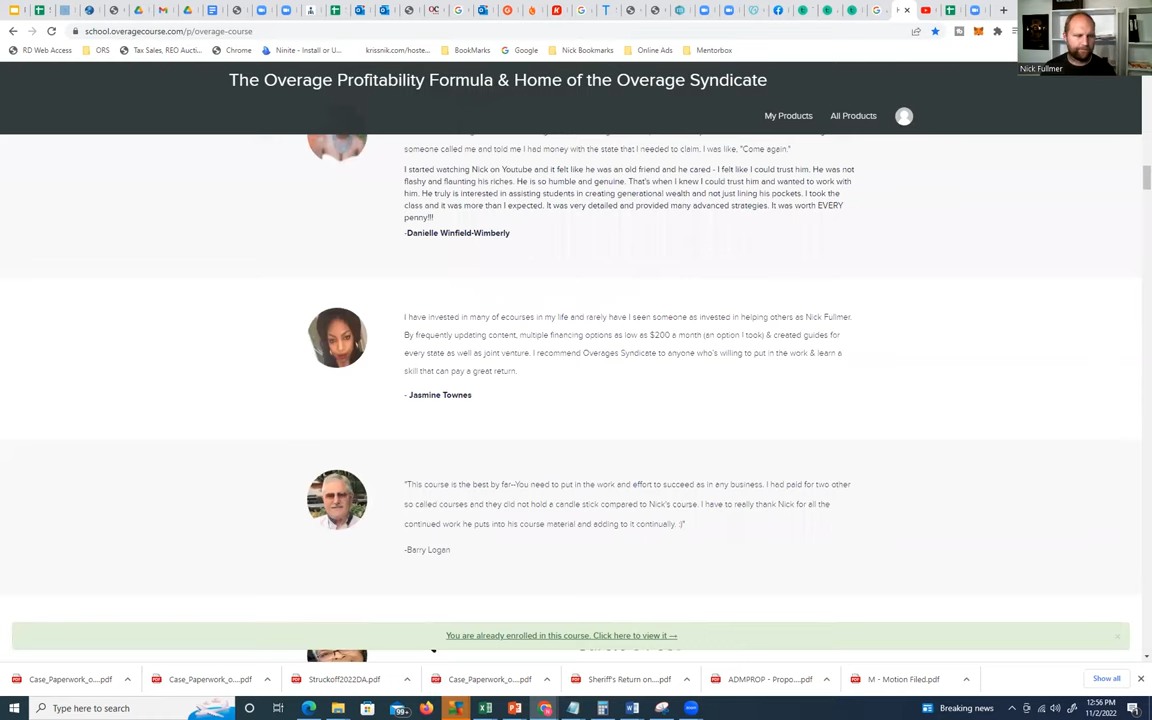 school.overagecourse.com/p/overage-course
RD Web Access ORS Tax Sales, REO Aucti... Chrome Ninite - Install or U... krissnik.com/hoste... BookMarks Google Nick Bookmarks Online Ads Mentorbox
Nick Fullmer
The Overage Profitability Formula & Home of the Overage Syndicate
My Products All Products
someone called me and told me I had money with the state that I needed to claim. I was like, "Come again."
I started watching Nick on Youtube and it felt like he was an old friend and he cared - I felt like I could trust him. He was not
flashy and flaunting his riches. He is so humble and genuine. That's when I knew I could trust him and wanted to work with
him. He truly is interested in assisting students in creating generational wealth and not just lining his pockets. I took the
class and it was more than I expected. It was very detailed and provided many advanced strategies. It was worth EVERY
penny!!!
-Danielle Winfield-Wimberly
I have invested in many of ecourses in my life and rarely have I seen someone as invested in helping others as Nick Fullmer.
By frequently updating content, multiple financing options as low as $200 a month (an option I took) & created guides for
every state as well as joint venture. I recommend Overages Syndicate to anyone who's willing to put in the work & learn a
skill that can pay a great return.
- Jasmine Townes
"This course is the best by far--You need to put in the work and effort to succeed as in any business. I had paid for two other
so called courses and they did not hold a candle stick compared to Nick's course. I have to really thank Nick for all the
continued work he puts into his course material and adding to it continually. :)"
-Barry Logan
You are already enrolled in this course. Click here to view it →
Case_Paperwork_o....pdf Case_Paperwork_o....pdf Struckoff2022DA.pdf Case_Paperwork_o....pdf Sheriff's Return on....pdf ADMPROP - Propo....pdf M - Motion Filed.pdf Show all
Type here to search 99+ Breaking news 12:56 PM
11/2/2022